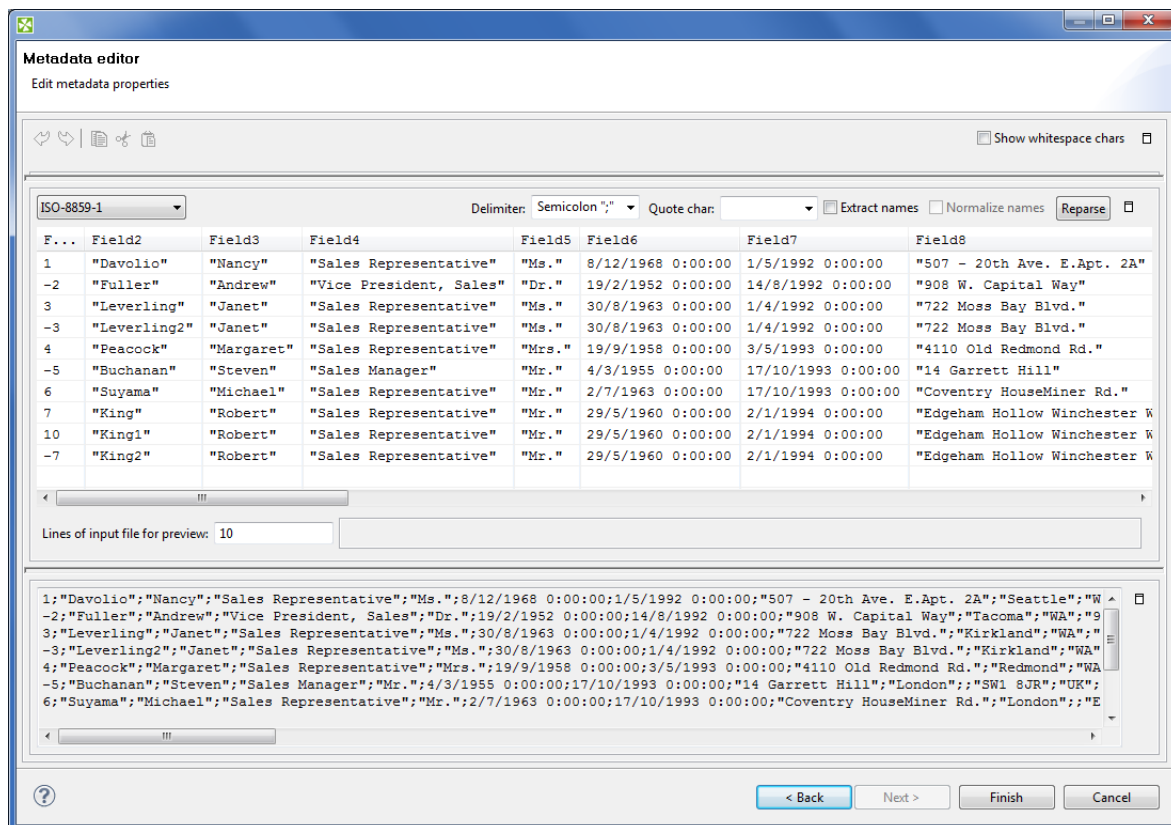 Metadata editor
Edit metadata properties
Show whitespace chars
ISO-8859-1 Delimiter: Semicolon ";" Quote char: Extract names Normalize names Reparse
F... Field2 Field3 Field4 Field5 Field6 Field7 Field8
1 "Davolio" "Nancy" "Sales Representative" "Ms." 8/12/1968 0:00:00 1/5/1992 0:00:00 "507 - 20th Ave. E.Apt. 2A"
-2 "Fuller" "Andrew" "Vice President, Sales" "Dr." 19/2/1952 0:00:00 14/8/1992 0:00:00 "908 W. Capital Way"
3 "Leverling" "Janet" "Sales Representative" "Ms." 30/8/1963 0:00:00 1/4/1992 0:00:00 "722 Moss Bay Blvd."
-3 "Leverling2" "Janet" "Sales Representative" "Ms." 30/8/1963 0:00:00 1/4/1992 0:00:00 "722 Moss Bay Blvd."
4 "Peacock" "Margaret" "Sales Representative" "Mrs." 19/9/1958 0:00:00 3/5/1993 0:00:00 "4110 Old Redmond Rd."
-5 "Buchanan" "Steven" "Sales Manager" "Mr." 4/3/1955 0:00:00 17/10/1993 0:00:00 "14 Garrett Hill"
6 "Suyama" "Michael" "Sales Representative" "Mr." 2/7/1963 0:00:00 17/10/1993 0:00:00 "Coventry HouseMiner Rd."
7 "King" "Robert" "Sales Representative" "Mr." 29/5/1960 0:00:00 2/1/1994 0:00:00 "Edgeham Hollow Winchester W
10 "King1" "Robert" "Sales Representative" "Mr." 29/5/1960 0:00:00 2/1/1994 0:00:00 "Edgeham Hollow Winchester W
-7 "King2" "Robert" "Sales Representative" "Mr." 29/5/1960 0:00:00 2/1/1994 0:00:00 "Edgeham Hollow Winchester W
Lines of input file for preview: 10
1;"Davolio";"Nancy";"Sales Representative";"Ms.";8/12/1968 0:00:00;1/5/1992 0:00:00;"507 - 20th Ave. E.Apt. 2A";"Seattle";"W
-2;"Fuller";"Andrew";"Vice President, Sales";"Dr.";19/2/1952 0:00:00;14/8/1992 0:00:00;"908 W. Capital Way";"Tacoma";"WA";"9
3;"Leverling";"Janet";"Sales Representative";"Ms.";30/8/1963 0:00:00;1/4/1992 0:00:00;"722 Moss Bay Blvd.";"Kirkland";"WA";"
-3;"Leverling2";"Janet";"Sales Representative";"Ms.";30/8/1963 0:00:00;1/4/1992 0:00:00;"722 Moss Bay Blvd.";"Kirkland";"WA"
4;"Peacock";"Margaret";"Sales Representative";"Mrs.";19/9/1958 0:00:00;3/5/1993 0:00:00;"4110 Old Redmond Rd.";"Redmond";"WA
-5;"Buchanan";"Steven";"Sales Manager";"Mr.";4/3/1955 0:00:00;17/10/1993 0:00:00;"14 Garrett Hill";"London";;"SW1 8JR";"UK";
6;"Suyama";"Michael";"Sales Representative";"Mr.";2/7/1963 0:00:00;17/10/1993 0:00:00;"Coventry HouseMiner Rd.";"London";;"E
< Back Next > Finish Cancel